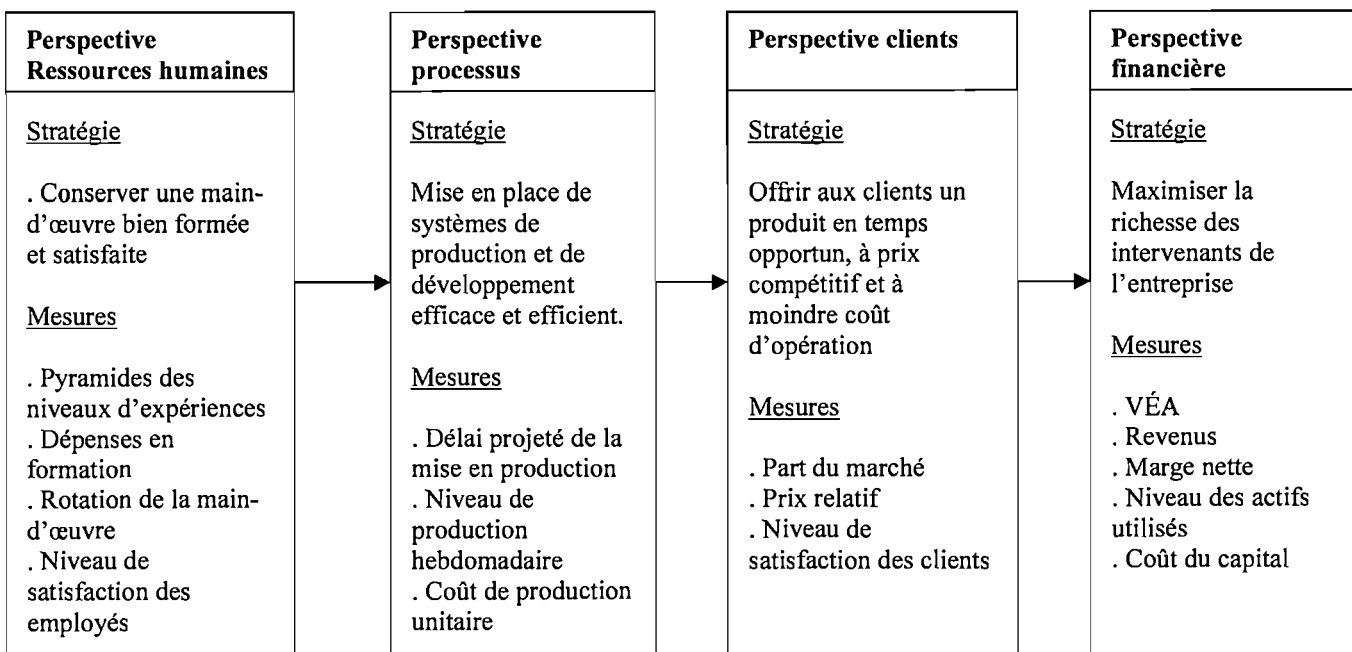 Perspective
Ressources humaines
Stratégie
. Conserver une main-
d'œuvre bien formée
et satisfaite
Mesures
. Pyramides des
niveaux d'expériences
. Dépenses en
formation
. Rotation de la main-
d'œuvre
. Niveau de
satisfaction des
employés
Perspective
processus
Stratégie
Mise en place de
systèmes de
production et de
développement
efficace et efficient.
Mesures
. Délai projeté de la
mise en production
. Niveau de
production
hebdomadaire
. Coût de production
unitaire
Perspective clients
Stratégie
Offrir aux clients un
produit en temps
opportun, à prix
compétitif et à
moindre coût
d'opération
Mesures
. Part du marché
. Prix relatif
. Niveau de
satisfaction des clients
Perspective
financière
Stratégie
Maximiser la
richesse des
intervenants de
l'entreprise
Mesures
. VÉA
. Revenus
. Marge nette
. Niveau des actifs
utilisés
. Coût du capital